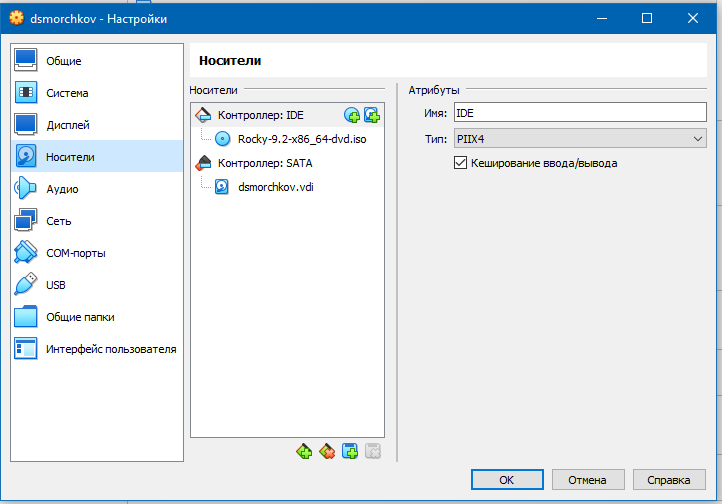 dsmorchkov - Настройки
Общие
Система
Дисплей
Носители
Аудио
Сеть
COM-порты
USB
Общие папки
Интерфейс пользователя
Носители
Носители
Контроллер: IDE
Rocky-9.2-x86_64-dvd.iso
Контроллер: SATA
dsmorchkov.vdi
Атрибуты
Имя: IDE
Тип: PIIX4
Кеширование ввода/вывода
OK Отмена Справка